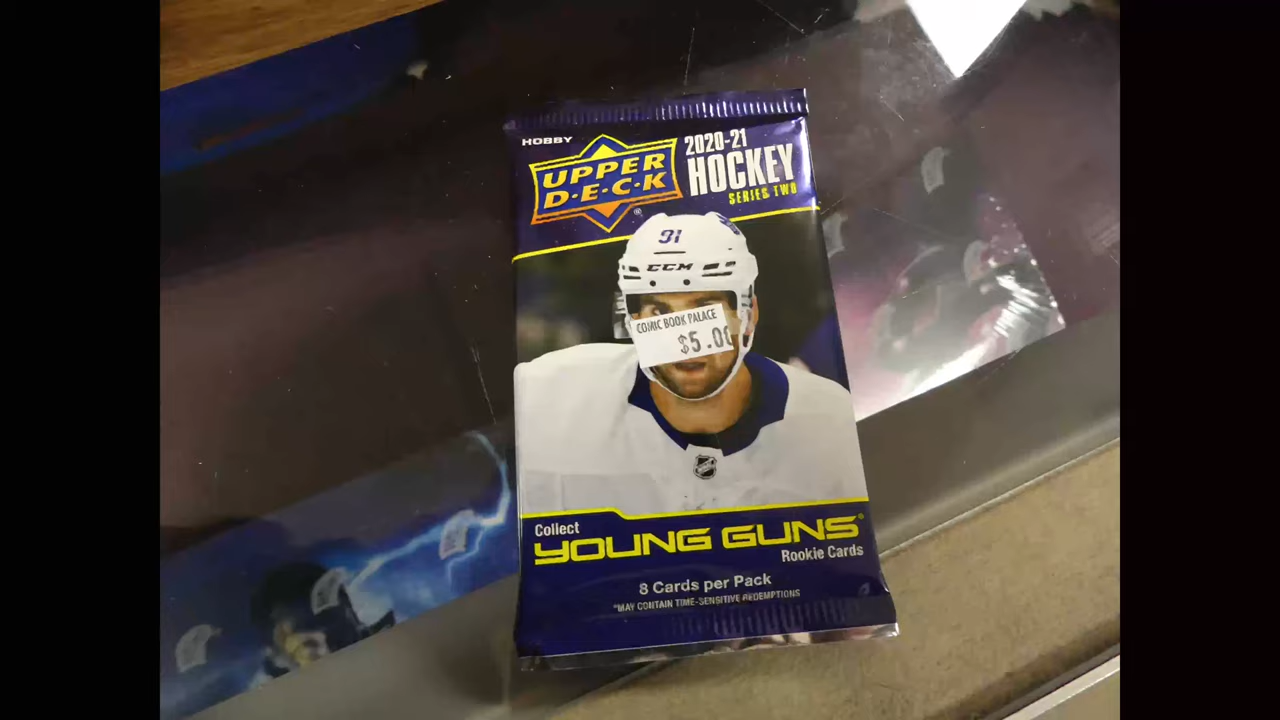 HOBBY
UPPER
D·E·C·K
®
2020-21
HOCKEY
SERIES TWO
91
CCM
COMIC BOOK PALACE
$5.00
Collect
YOUNG GUNS®
Rookie Cards
8 Cards per Pack
*MAY CONTAIN TIME-SENSITIVE REDEMPTIONS